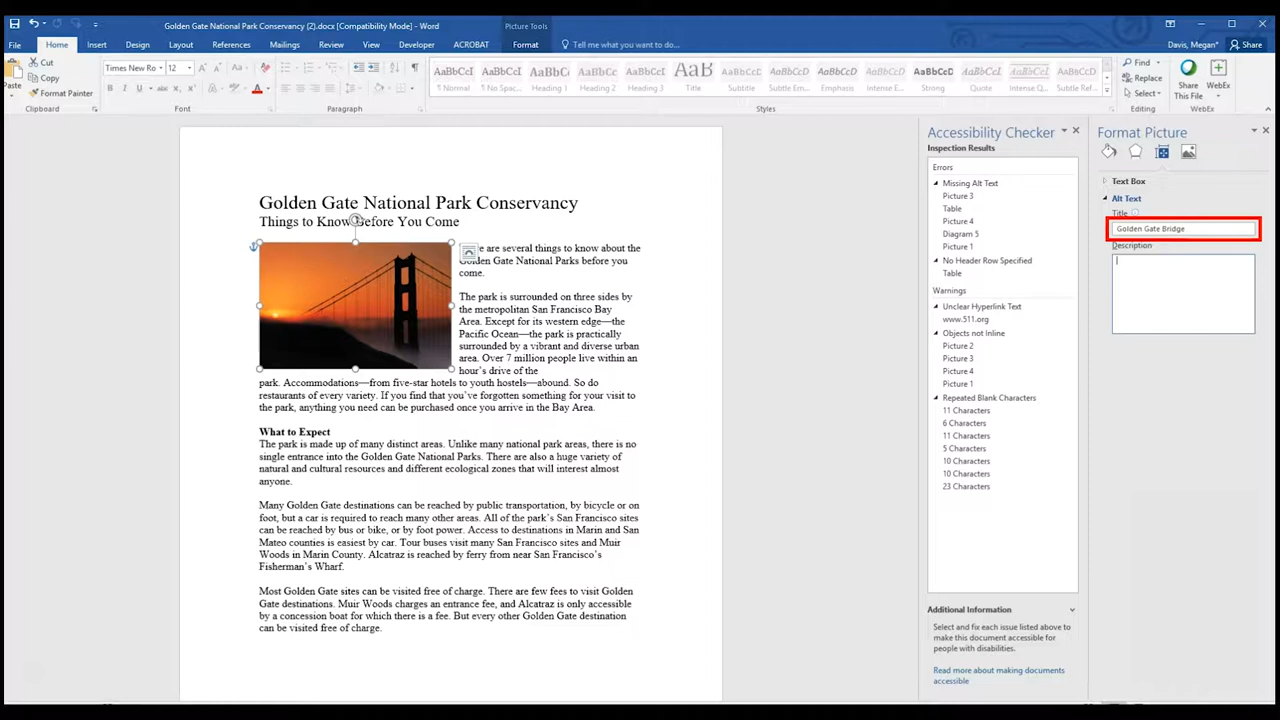 Golden Gate National Park Conservancy (2).docx [Compatibility Mode] - Word
Picture Tools
File
Home
Insert
Design
Layout
References
Mailings
Review
View
Developer
ACROBAT
Format
Tell me what you want to do...
Davis, Megan
Share
Cut
Copy
Format Painter
Paste
Clipboard
Times New Ro
12
Font
Paragraph
AaBbCcI AaBbCcI AaBbCc AaBbCc AaBbCc AaB AaBbCcI AaBbCcI AaBbCcI AaBbCcI AaBbCcI AaBbCcI AaBbCcI AaBbCcI
¶ Normal
¶ No Spac...
Heading 1
Heading 2
Heading 3
Title
Subtitle
Subtle Em...
Emphasis
Intense E...
Strong
Quote
Intense Q...
Subtle Ref...
Styles
Find
Replace
Select
Editing
Share This File
WebEx
WebEx
Golden Gate National Park Conservancy
Things to Know Before You Come
are several things to know about the
Golden Gate National Parks before you
come.
The park is surrounded on three sides by
the metropolitan San Francisco Bay
Area. Except for its western edge—the
Pacific Ocean—the park is practically
surrounded by a vibrant and diverse urban
area. Over 7 million people live within an
hour's drive of the
park. Accommodations—from five-star hotels to youth hostels—abound. So do
restaurants of every variety. If you find that you've forgotten something for your visit to
the park, anything you need can be purchased once you arrive in the Bay Area.
What to Expect
The park is made up of many distinct areas. Unlike many national park areas, there is no
single entrance into the Golden Gate National Parks. There are also a huge variety of
natural and cultural resources and different ecological zones that will interest almost
anyone.
Many Golden Gate destinations can be reached by public transportation, by bicycle or on
foot, but a car is required to reach many other areas. All of the park's San Francisco sites
can be reached by bus or bike, or by foot power. Access to destinations in Marin and San
Mateo counties is easiest by car. Tour buses visit many San Francisco sites and Muir
Woods in Marin County. Alcatraz is reached by ferry from near San Francisco's
Fisherman's Wharf.
Most Golden Gate sites can be visited free of charge. There are few fees to visit Golden
Gate destinations. Muir Woods charges an entrance fee, and Alcatraz is only accessible
by a concession boat for which there is a fee. But every other Golden Gate destination
can be visited free of charge.
Accessibility Checker
Inspection Results
Errors
Missing Alt Text
Picture 3
Table
Picture 4
Diagram 5
Picture 1
No Header Row Specified
Table
Warnings
Unclear Hyperlink Text
www.511.org
Objects not Inline
Picture 2
Picture 3
Picture 4
Picture 1
Repeated Blank Characters
11 Characters
6 Characters
11 Characters
5 Characters
10 Characters
10 Characters
23 Characters
Additional Information
Select and fix each issue listed above to
make this document accessible for
people with disabilities.
Read more about making documents
accessible
Format Picture
Text Box
Alt Text
Title
Golden Gate Bridge
Description